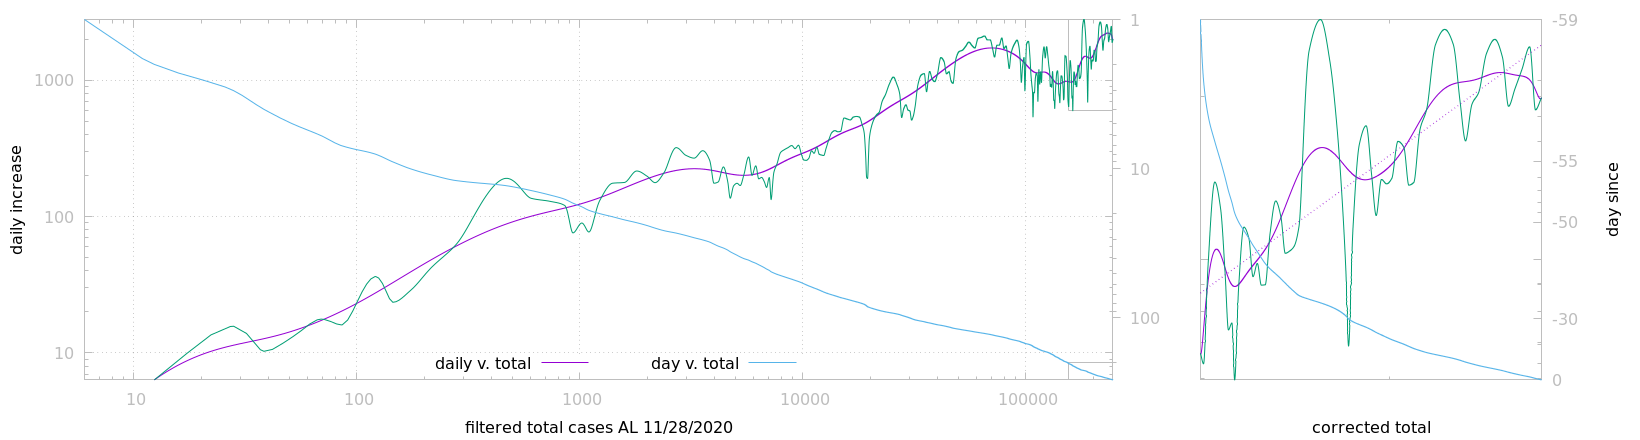 daily increase
1000
100
10
10
100
1000
10000
100000
1
10
100
daily v. total
day v. total
filtered total cases AL 11/28/2020
-59
-55
-50
-30
0
day since
corrected total